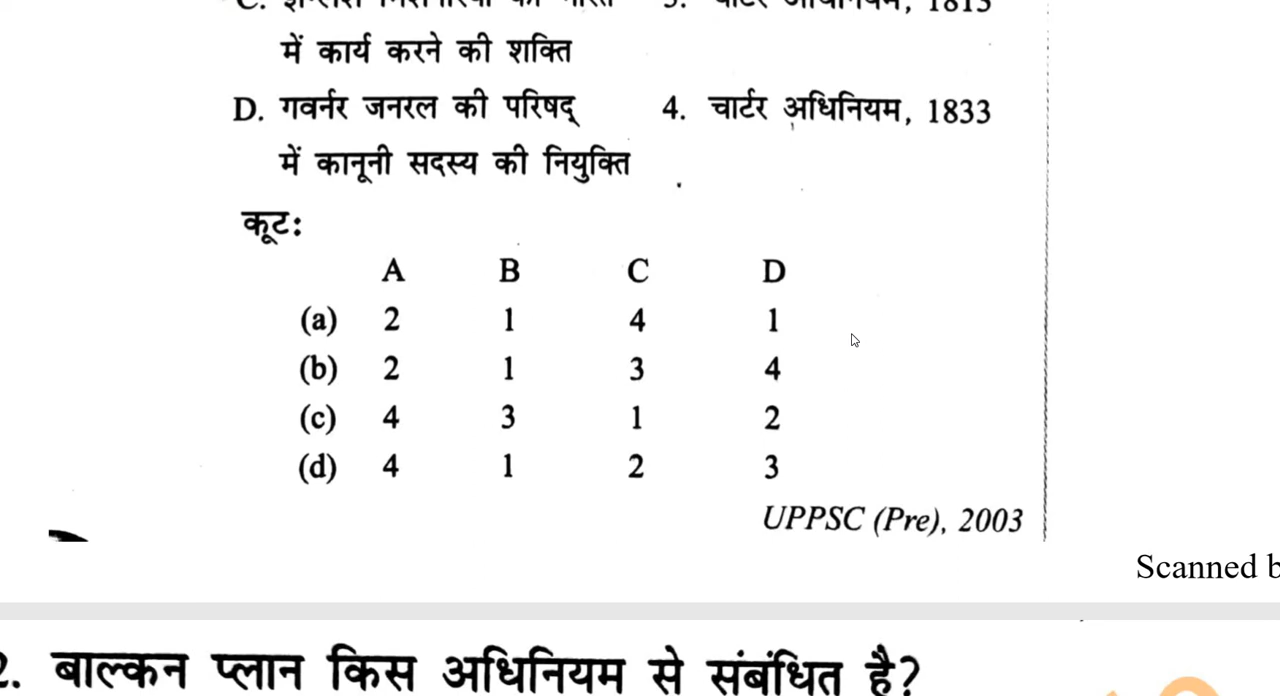 में कार्य करने की शक्ति
D. गवर्नर जनरल की परिषद् 4. चार्टर अधिनियम, 1833
में कानूनी सदस्य की नियुक्ति
कूटः
A B C D
(a) 2 1 4 1
(b) 2 1 3 4
(c) 4 3 1 2
(d) 4 1 2 3
UPPSC (Pre), 2003
Scanned
2. बाल्कन प्लान किस अधिनियम से संबंधित है?